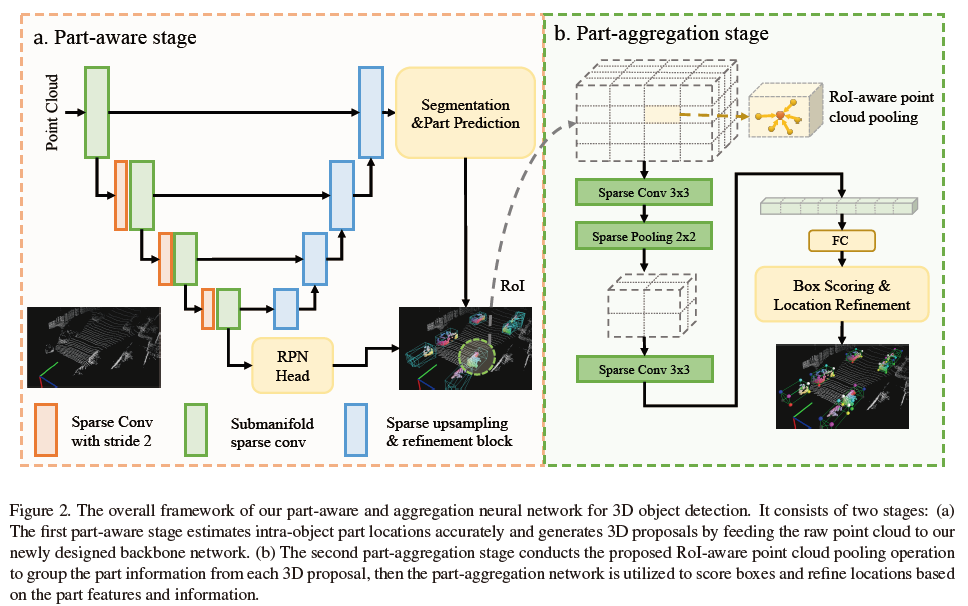 a. Part-aware stage
Point Cloud
Segmentation
&Part Prediction
RoI
RPN
Head
Sparse Conv
with stride 2
Submanifold
sparse conv
Sparse upsampling
& refinement block
b. Part-aggregation stage
RoI-aware point
cloud pooling
Sparse Conv 3x3
Sparse Pooling 2x2
Sparse Conv 3x3
FC
Box Scoring &
Location Refinement
Figure 2. The overall framework of our part-aware and aggregation neural network for 3D object detection. It consists of two stages: (a)
The first part-aware stage estimates intra-object part locations accurately and generates 3D proposals by feeding the raw point cloud to our
newly designed backbone network. (b) The second part-aggregation stage conducts the proposed RoI-aware point cloud pooling operation
to group the part information from each 3D proposal, then the part-aggregation network is utilized to score boxes and refine locations based
on the part features and information.